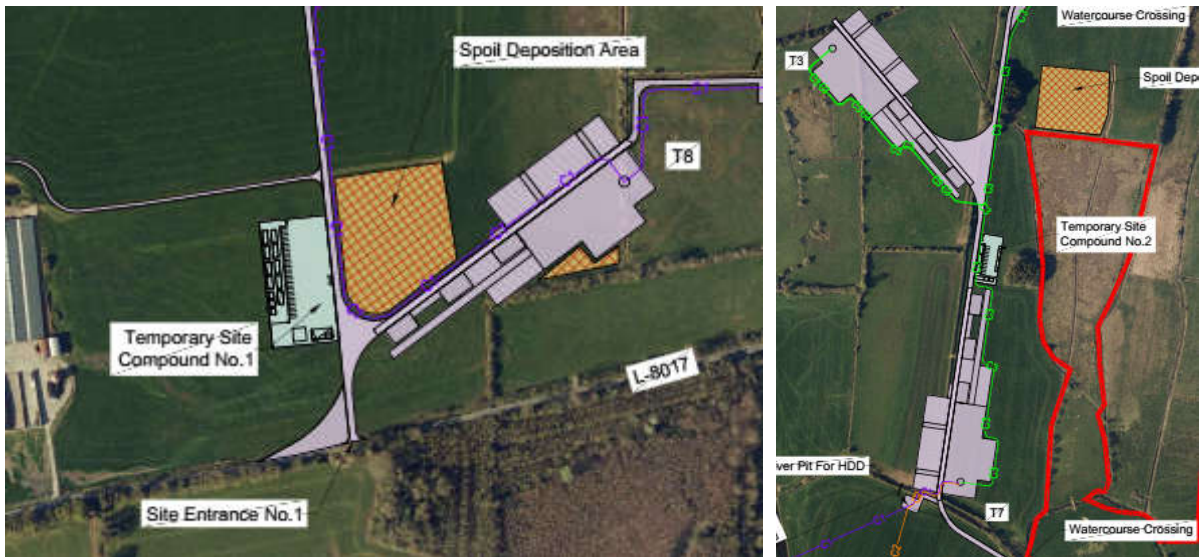 Spoil Deposition Area
T8
Temporary Site
Compound No.1
L-8017
Site Entrance No.1
Watercourse Crossing
T3
Spoil Dep
Temporary Site
Compound No.2
ver Pit For HDD
T7
Watercourse Crossing